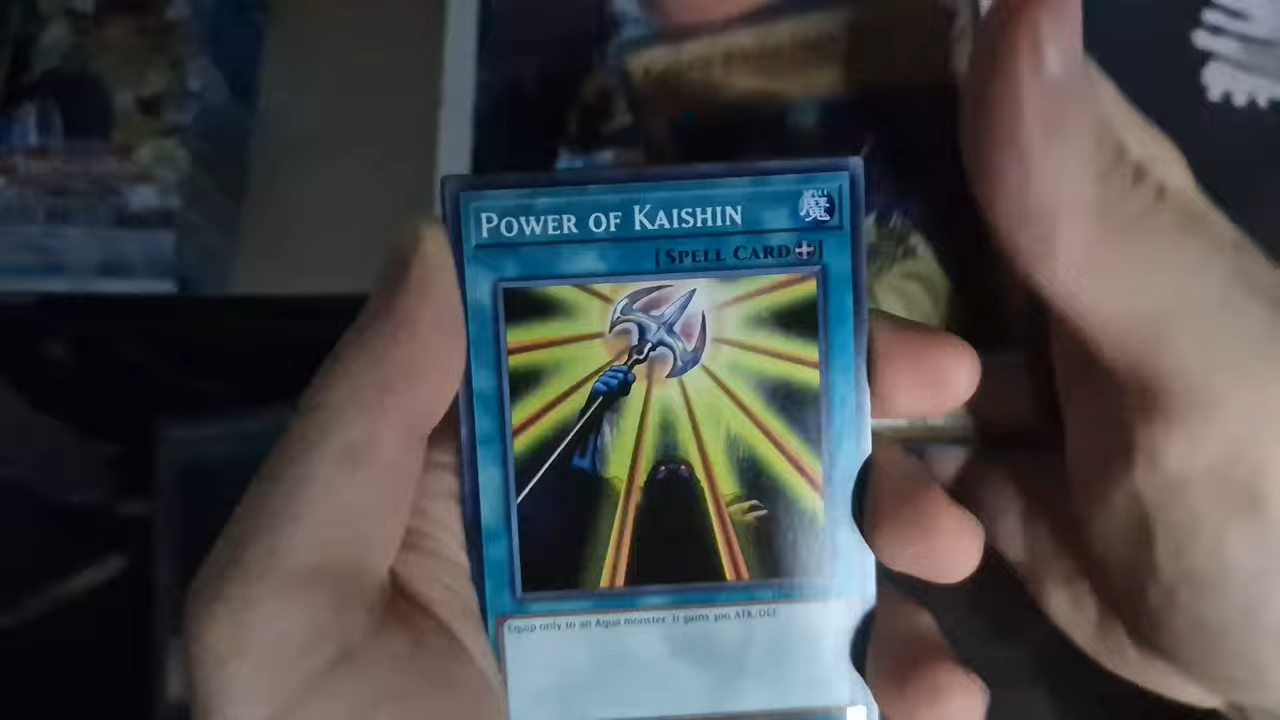 POWER OF KAISHIN
魔
[SPELL CARD]
Equip only to an Aqua monster. It gains 300 ATK/DEF.